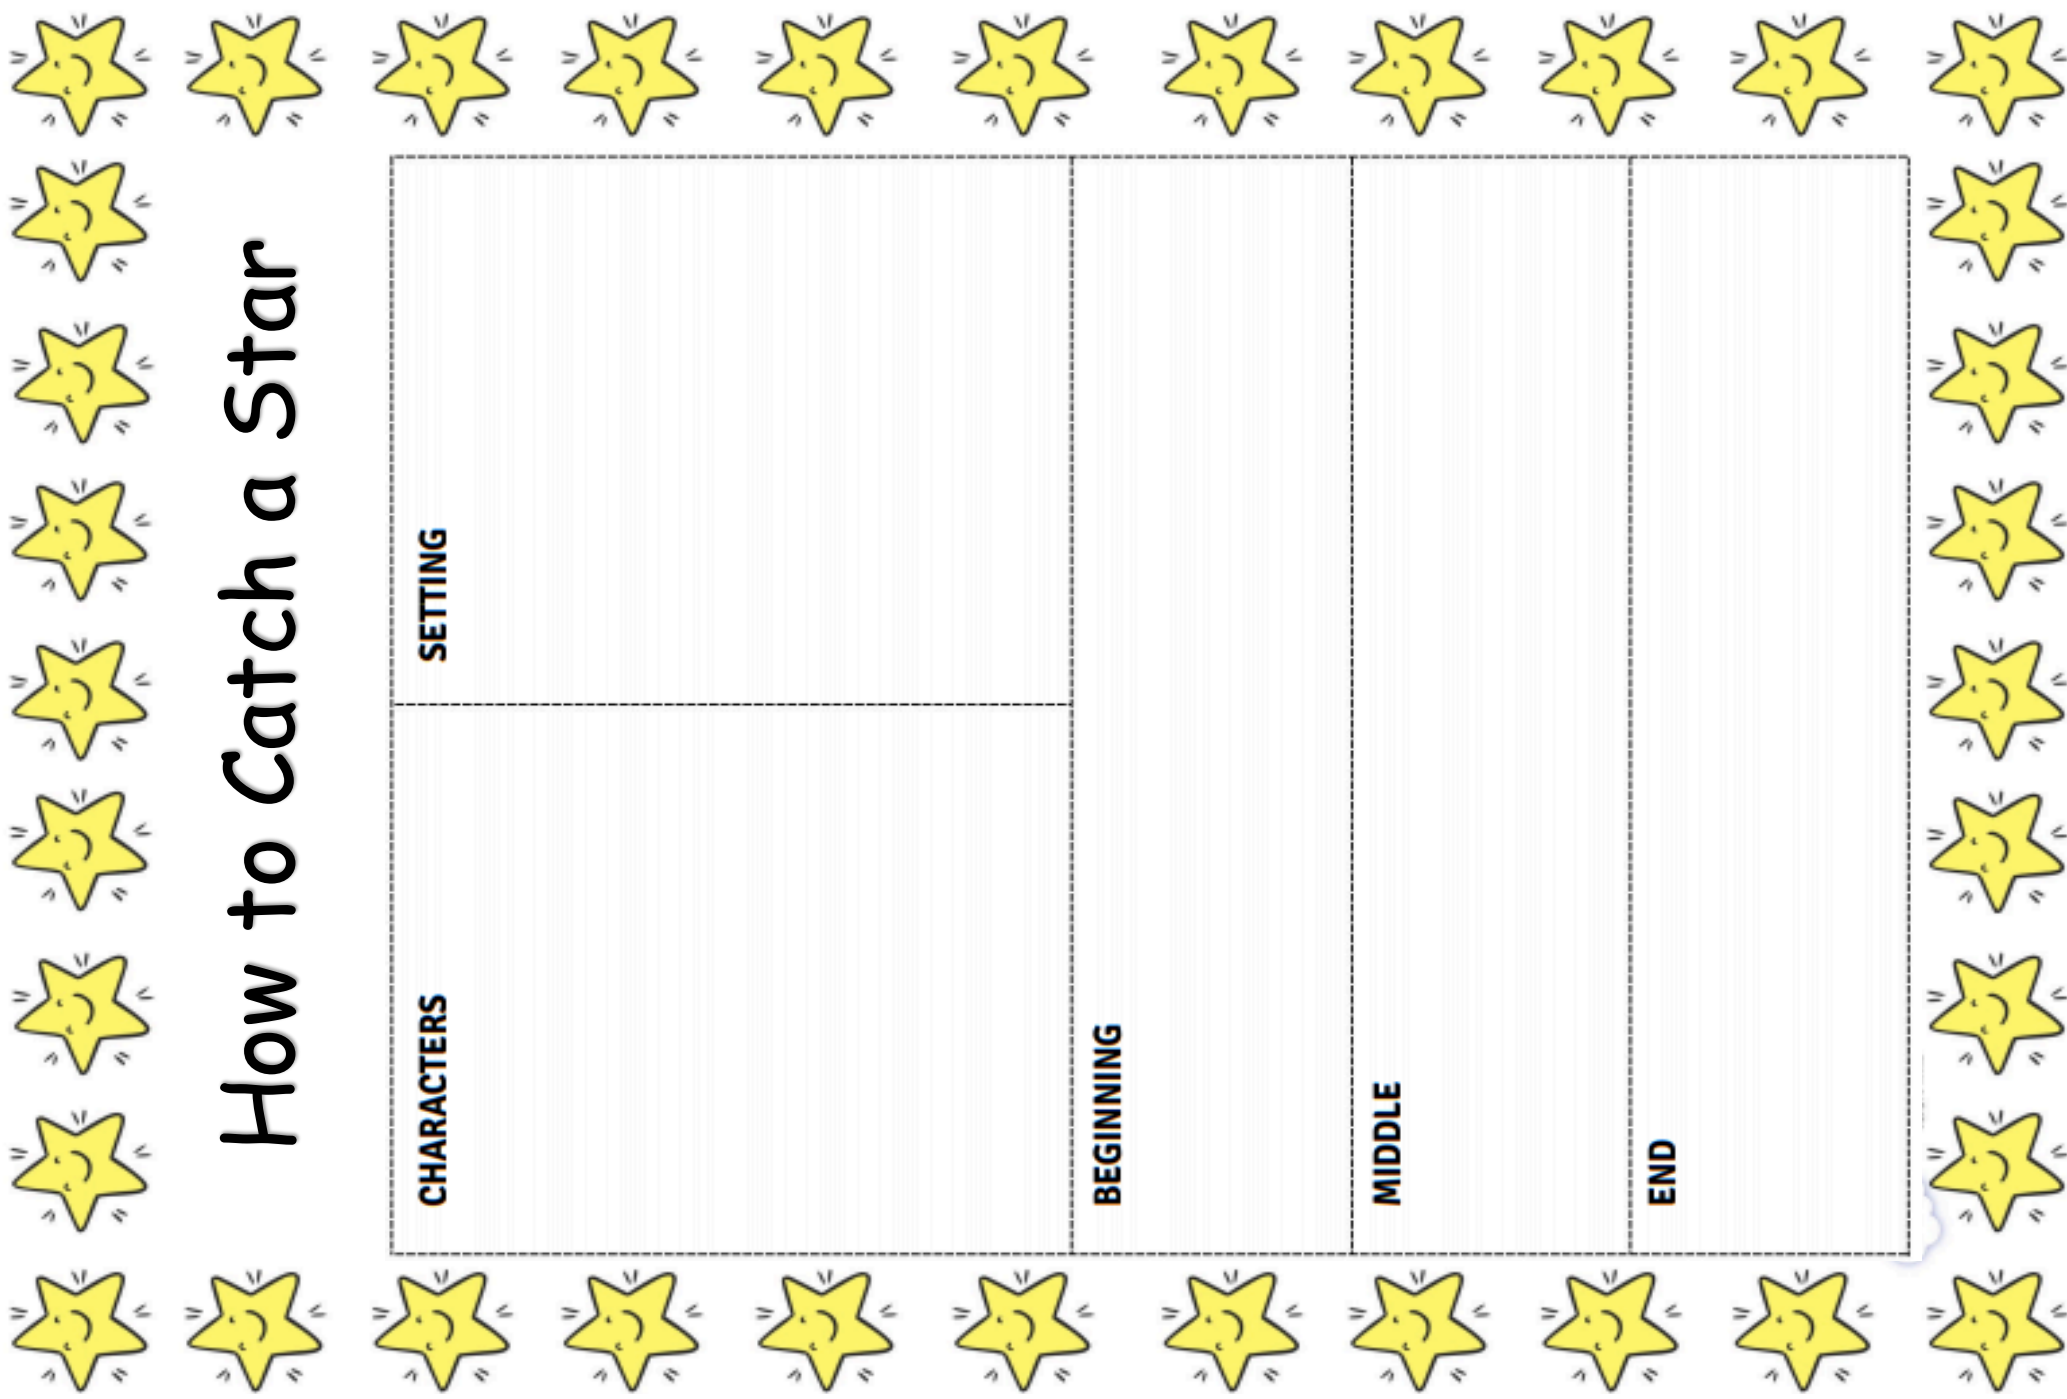 How to Catch a Star
CHARACTERS
SETTING
BEGINNING
MIDDLE
END